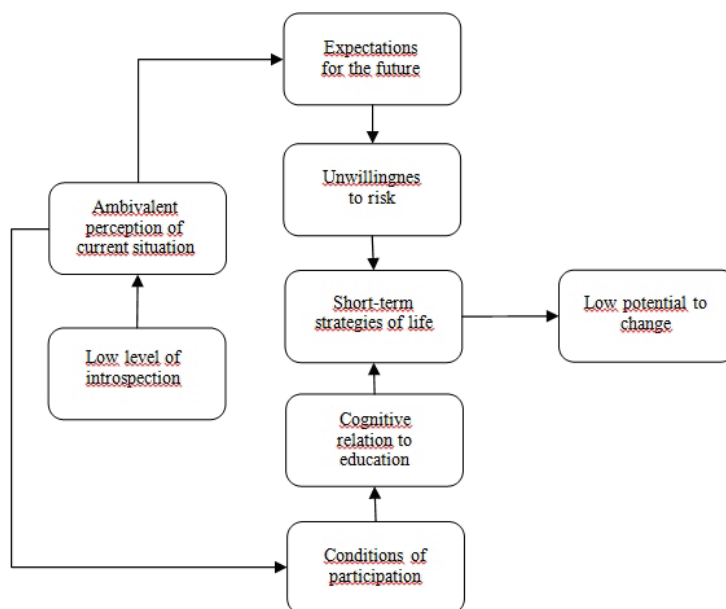 Expectations
for the future
Unwillingnes
to risk
Ambivalent
perception of
current situation
Short-term
strategies of life
Low potential to
change
Low level of
introspection
Cognitive
relation to
education
Conditions of
participation